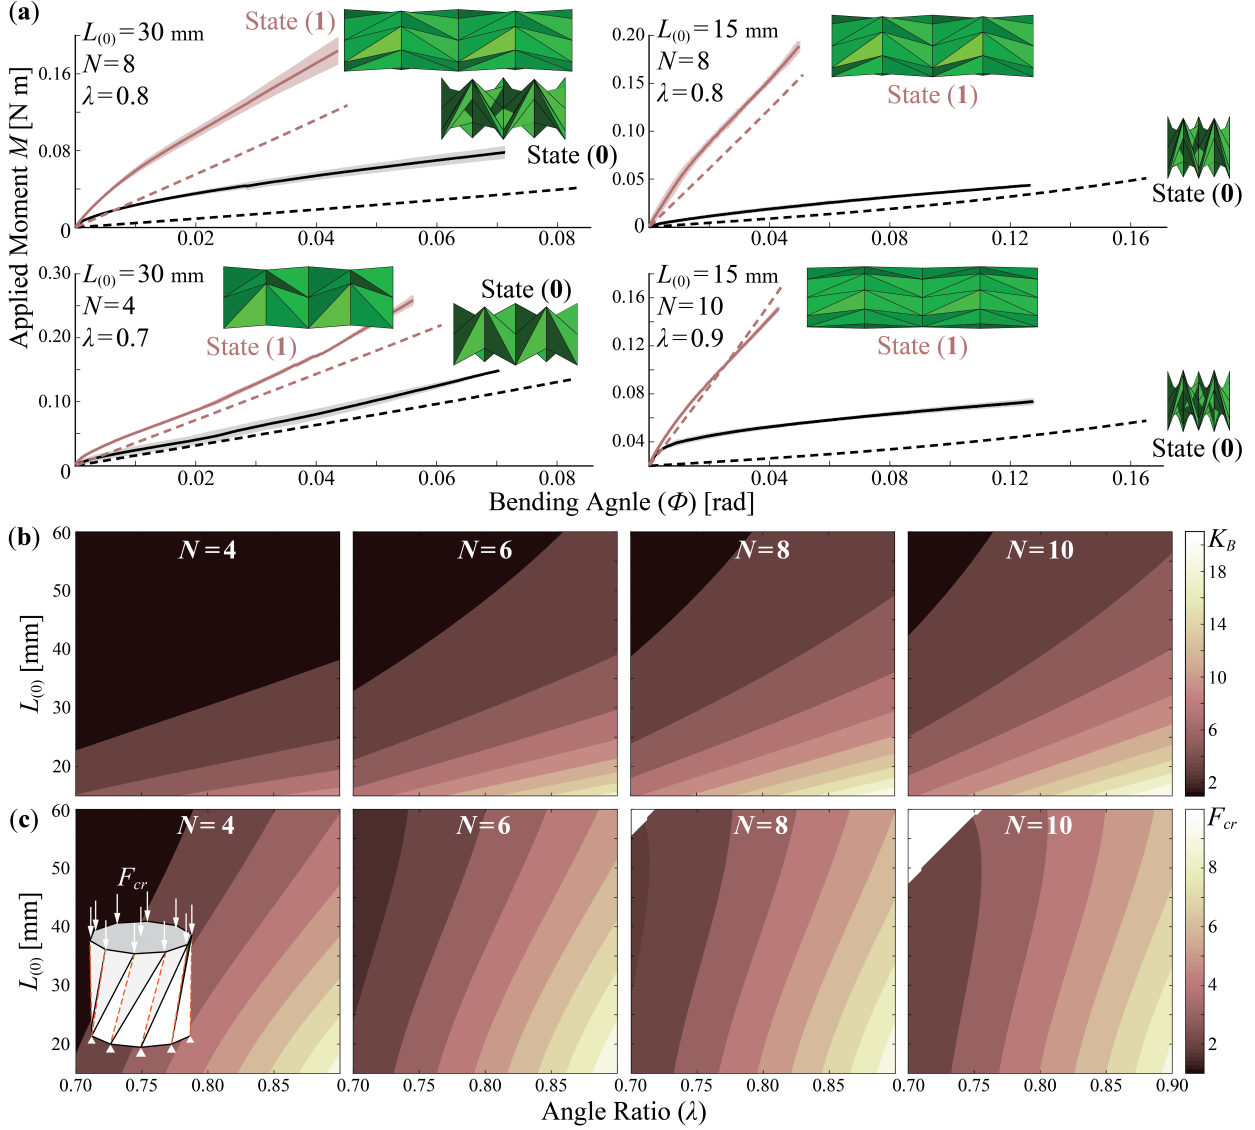 (a)
Applied Moment M [N m]
L(0)=30 mm
N=8
λ=0.8
State (1)
State (0)
0.16
0.08
0
0.02
0.04
0.06
0.08
L(0)=15 mm
N=8
λ=0.8
State (1)
State (0)
0.20
0.15
0.10
0.05
0
0.04
0.08
0.12
0.16
L(0)=30 mm
N=4
λ=0.7
State (1)
State (0)
0.30
0.20
0.10
0
0.02
0.04
0.06
0.08
L(0)=15 mm
N=10
λ=0.9
State (1)
State (0)
0.16
0.12
0.08
0.04
0.04
0.08
0.12
0.16
Bending Agnle (Φ) [rad]
(b)
N=4
N=6
N=8
N=10
KB
L(0) [mm]
60
50
40
30
20
18
14
10
6
2
(c)
N=4
N=6
N=8
N=10
Fcr
Fcr
L(0) [mm]
60
50
40
30
20
8
6
4
2
0.70
0.75
0.80
0.70
0.75
0.80
0.70
0.75
0.80
0.70
0.75
0.80
0.85
0.90
Angle Ratio (λ)